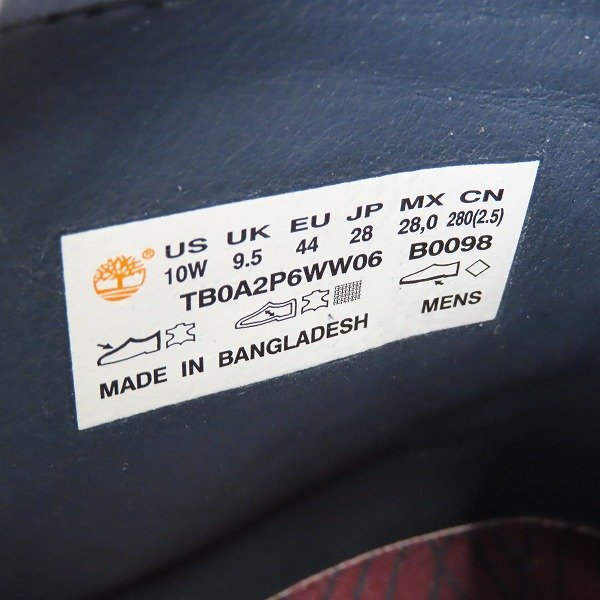 ® US UK EU JP MX CN
10W 9.5 44 28 28,0 280(2.5)
TB0A2P6WW06 B0098
MENS
MADE IN BANGLADESH